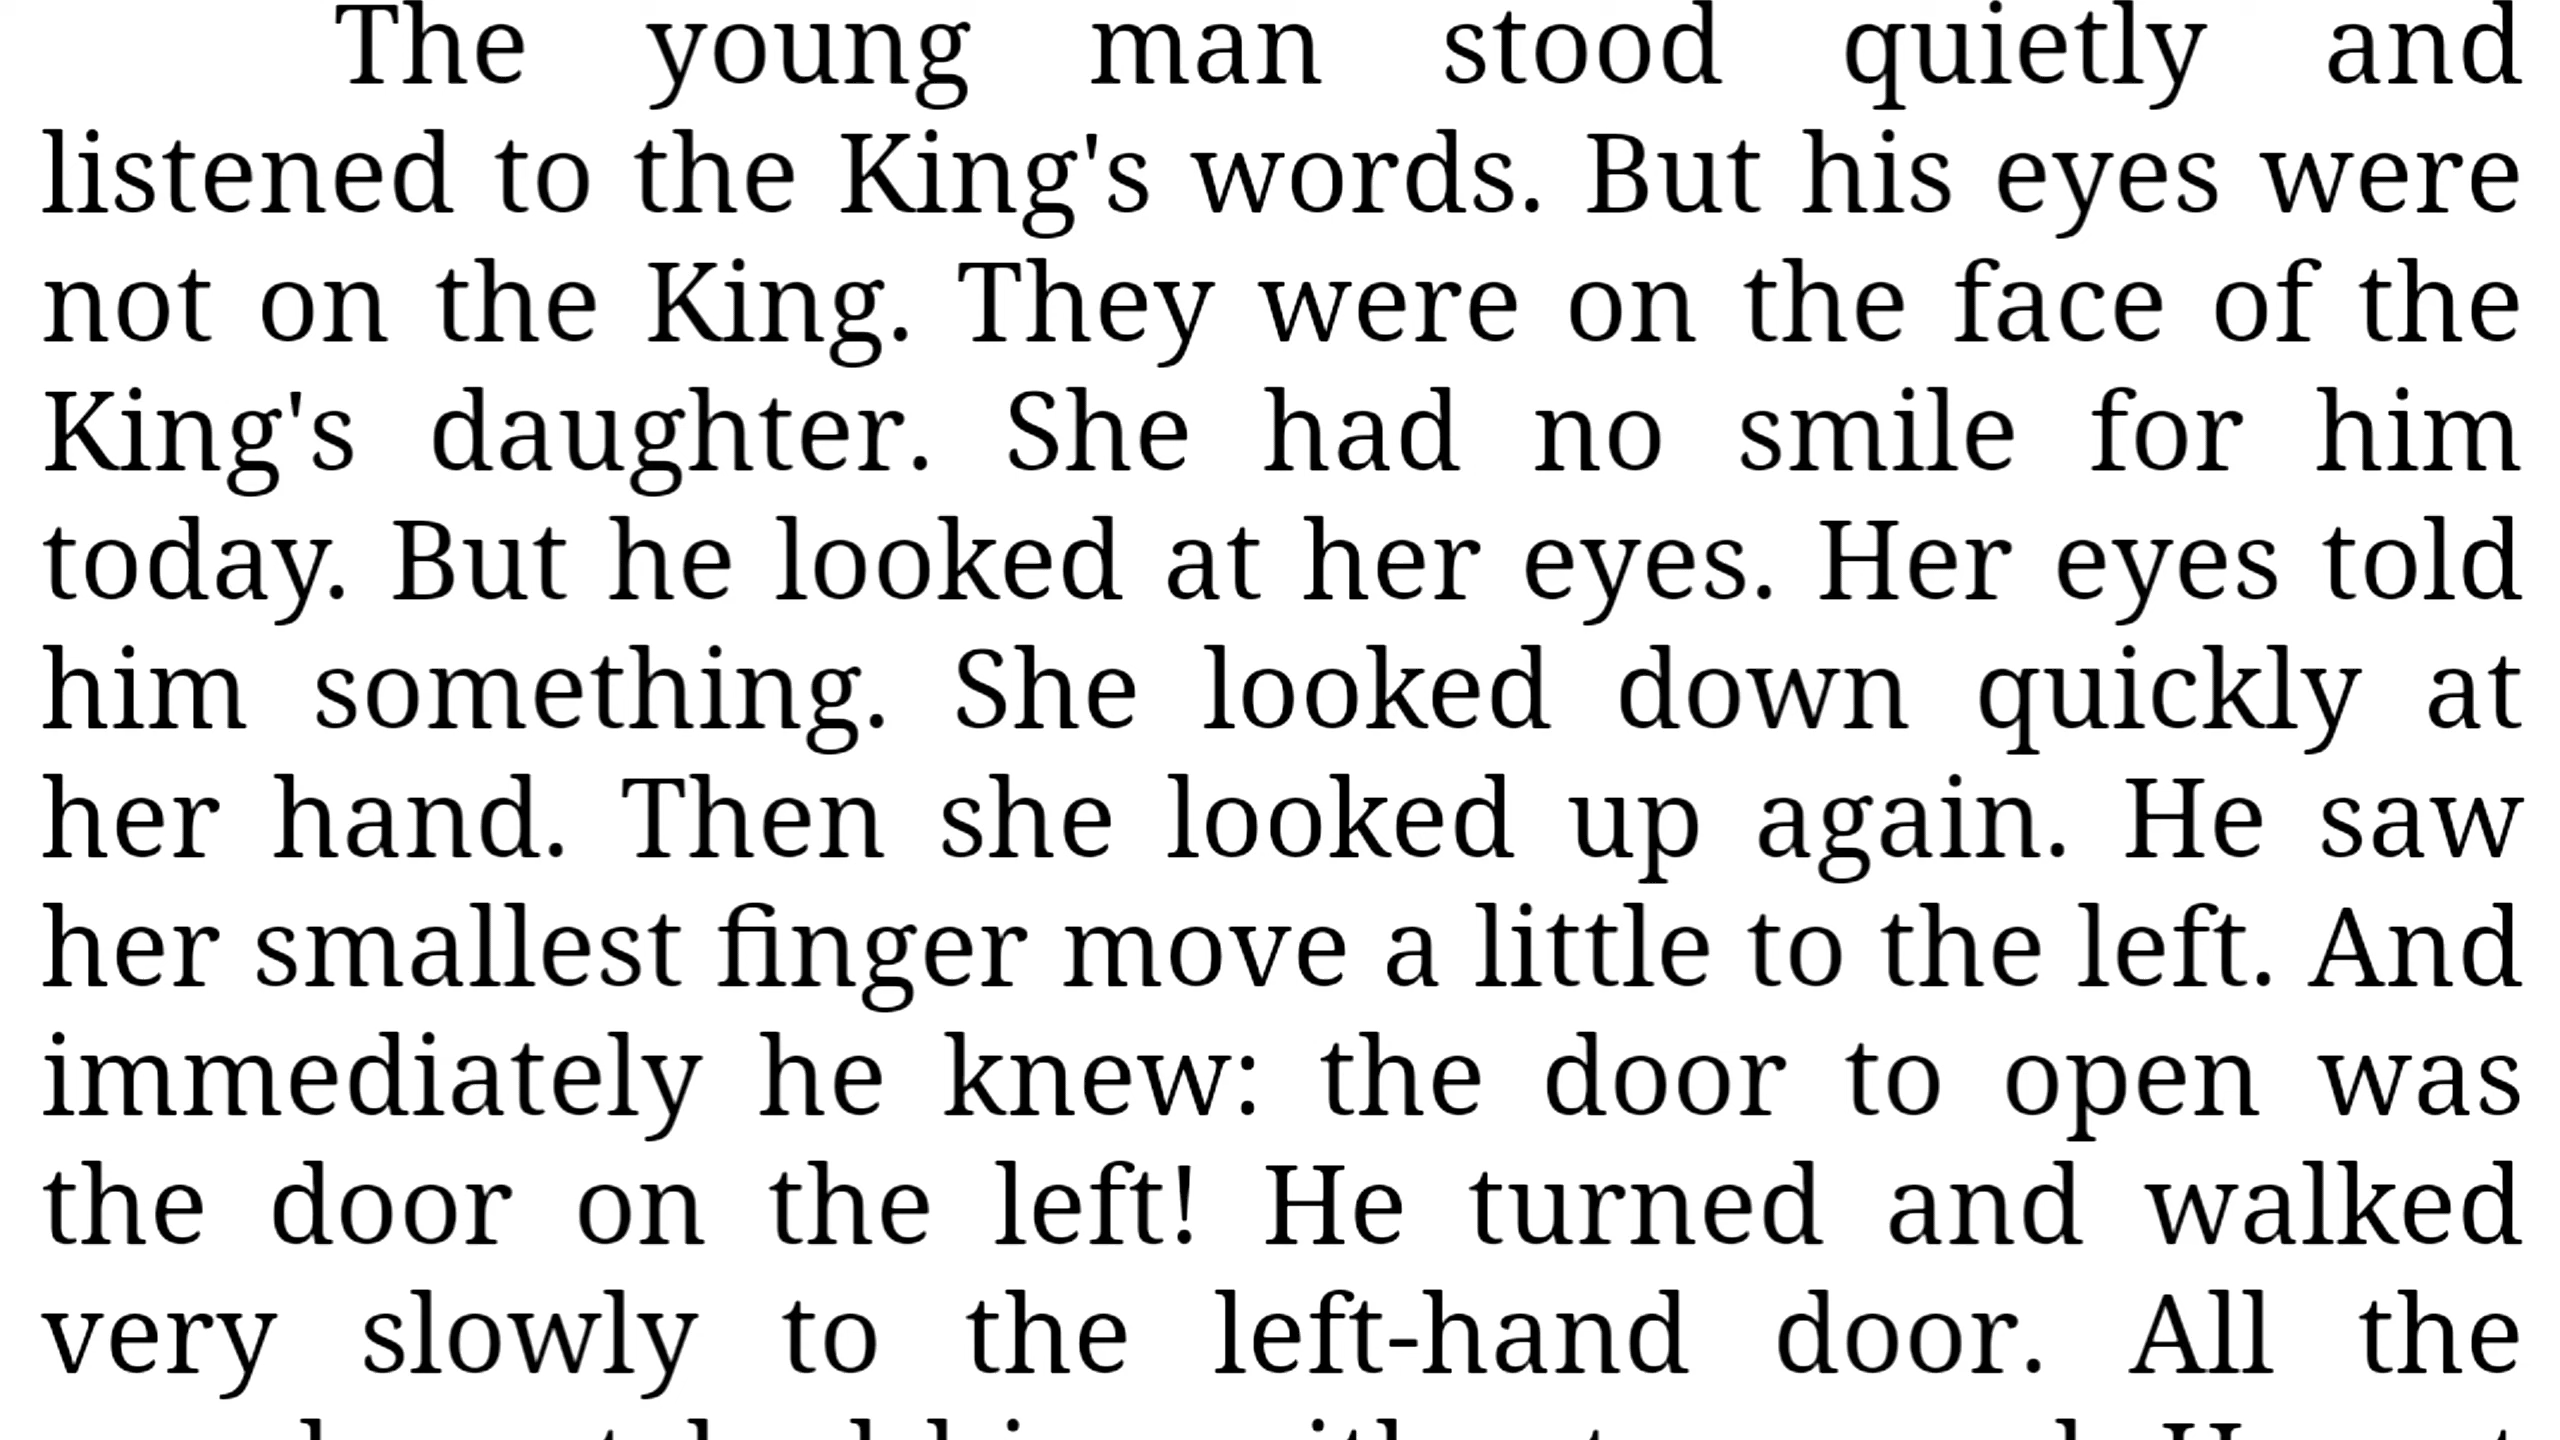 The young man stood quietly and
listened to the King's words. But his eyes were
not on the King. They were on the face of the
King's daughter. She had no smile for him
today. But he looked at her eyes. Her eyes told
him something. She looked down quickly at
her hand. Then she looked up again. He saw
her smallest finger move a little to the left. And
immediately he knew: the door to open was
the door on the left! He turned and walked
very slowly to the left-hand door. All the